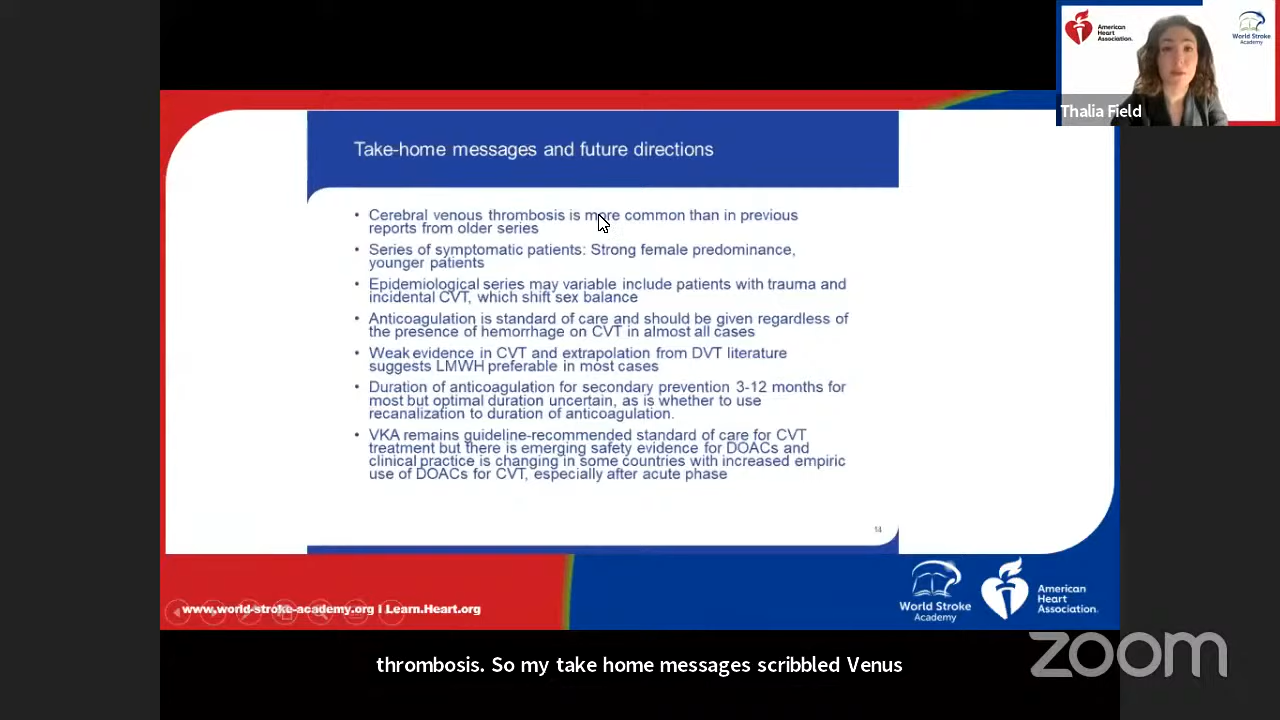 American
Heart
Association.
World Stroke
Academy
Thalia Field
Take-home messages and future directions
• Cerebral venous thrombosis is more common than in previous
reports from older series
• Series of symptomatic patients: Strong female predominance,
younger patients
• Epidemiological series may variable include patients with trauma and
incidental CVT, which shift sex balance
• Anticoagulation is standard of care and should be given regardless of
the presence of hemorrhage on CVT in almost all cases
• Weak evidence in CVT and extrapolation from DVT literature
suggests LMWH preferable in most cases
• Duration of anticoagulation for secondary prevention 3-12 months for
most but optimal duration uncertain, as is whether to use
recanalization to duration of anticoagulation.
• VKA remains guideline-recommended standard of care for CVT
treatment but there is emerging safety evidence for DOACs and
clinical practice is changing in some countries with increased empiric
use of DOACs for CVT, especially after acute phase
14
www.world-stroke-academy.org I Learn.Heart.org
World Stroke
Academy
American
Heart
Association.
thrombosis. So my take home messages scribbled Venus
zoom